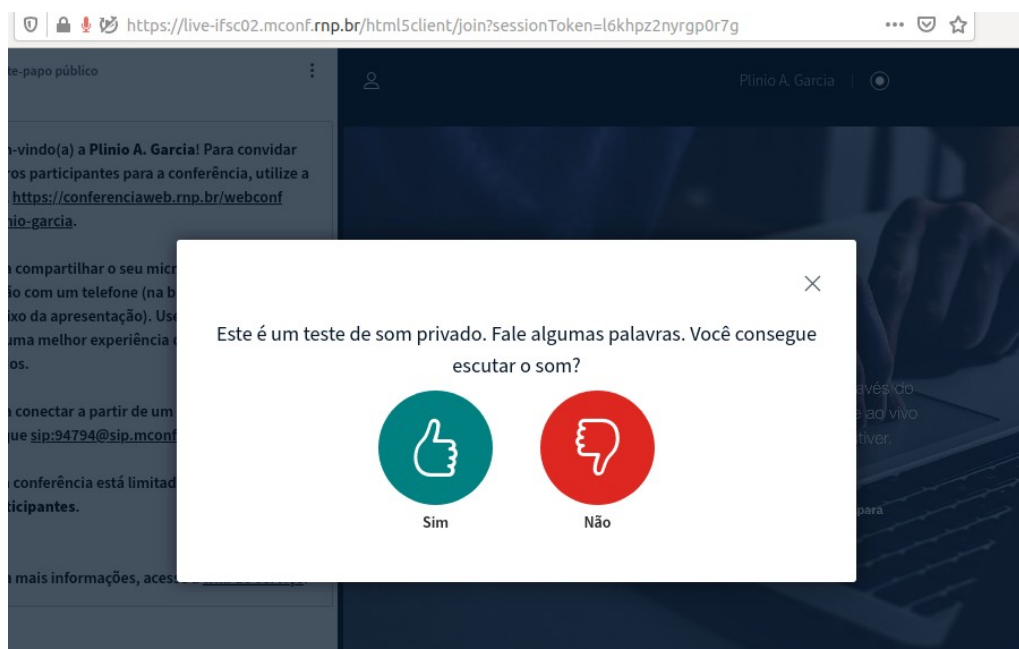 https://live-ifsc02.mconf.rnp.br/html5client/join?sessionToken=l6khpz2nyrgp0r7g
te-papo público
Plinio A. Garcia
n-vindo(a) a Plinio A. Garcia! Para convidar
ros participantes para a conferência, utilize a
https://conferenciaweb.rnp.br/webconf
nio-garcia.
a compartilhar o seu micr
ão com um telefone (na b
ixo da apresentação). Use
uma melhor experiência
os.
a conectar a partir de um
que sip:94794@sip.mconf
conferência está limitad
ticipantes.
a mais informações, acess
Este é um teste de som privado. Fale algumas palavras. Você consegue
escutar o som?
Sim
Não
avés do
e ao vivo
tiver.
para